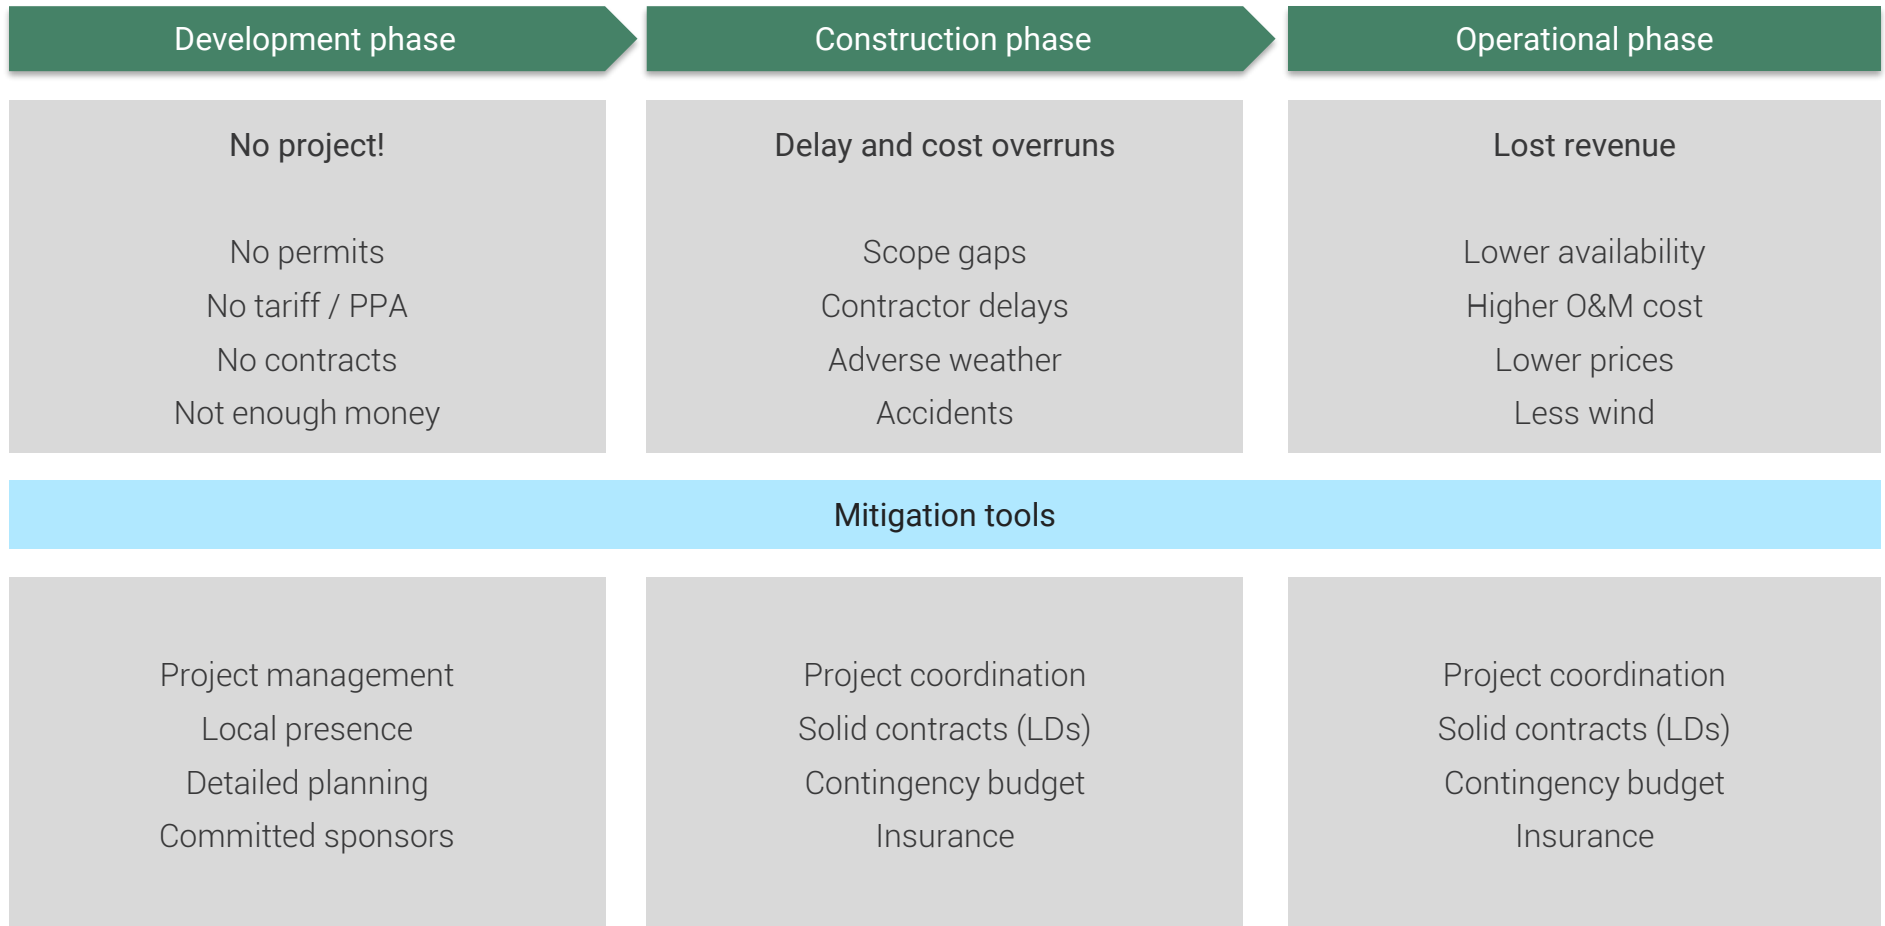 Development phase
Construction phase
Operational phase
No project!
No permits
No tariff / PPA
No contracts
Not enough money
Delay and cost overruns
Scope gaps
Contractor delays
Adverse weather
Accidents
Lost revenue
Lower availability
Higher O&M cost
Lower prices
Less wind
Mitigation tools
Project management
Local presence
Detailed planning
Committed sponsors
Project coordination
Solid contracts (LDs)
Contingency budget
Insurance
Project coordination
Solid contracts (LDs)
Contingency budget
Insurance